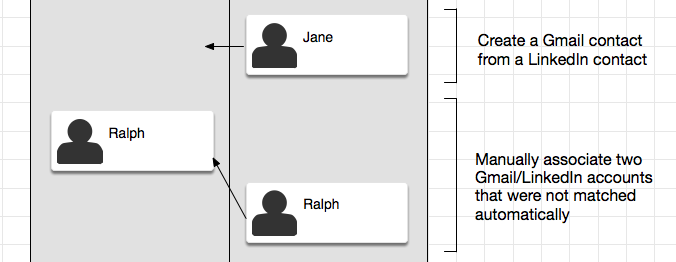 Jane
Create a Gmail contact
from a LinkedIn contact
Ralph
Manually associate two
Gmail/LinkedIn accounts
that were not matched
automatically
Ralph